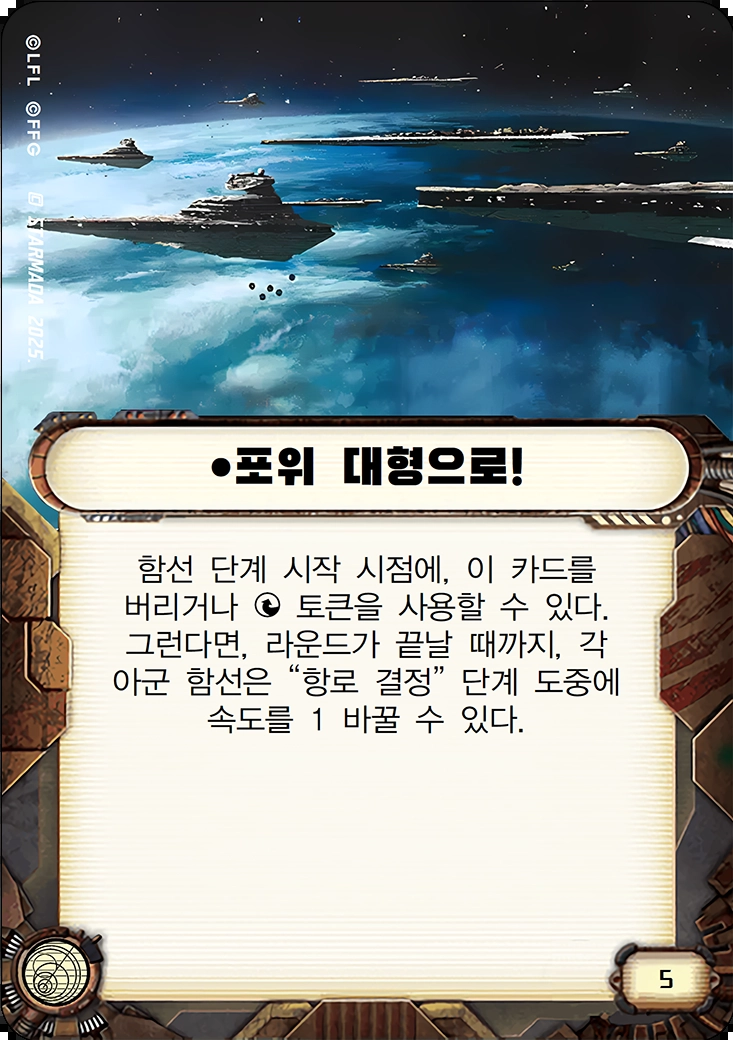 ©LFL ©FFG @ STARMADA 2025.
•포위 대형으로!
함선 단계 시작 시점에, 이 카드를
버리거나 토큰을 사용할 수 있다.
그런다면, 라운드가 끝날 때까지, 각
아군 함선은 “항로 결정” 단계 도중에
속도를 1 바꿀 수 있다.
5